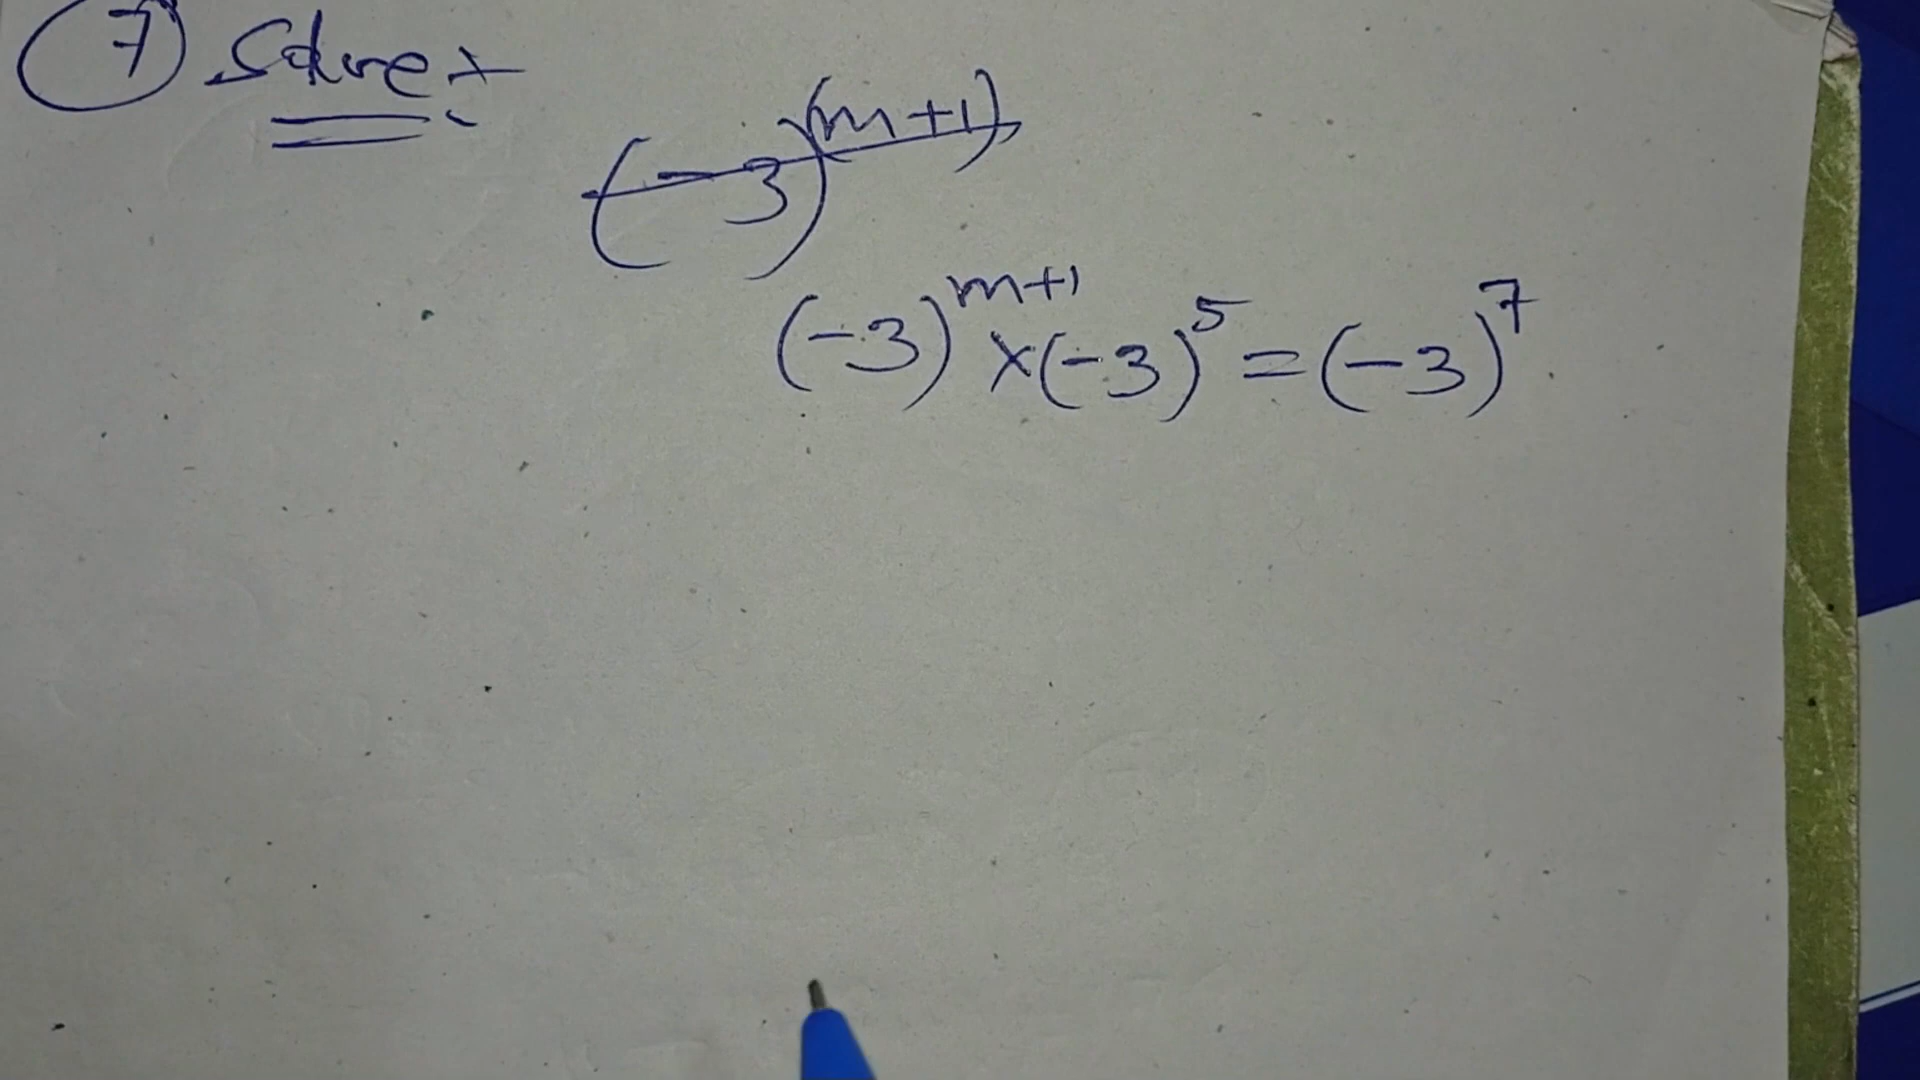 7 Solve :-
(-3)^(m+1)
(-3)^m+1 ×(-3)^5 = (-3)^7